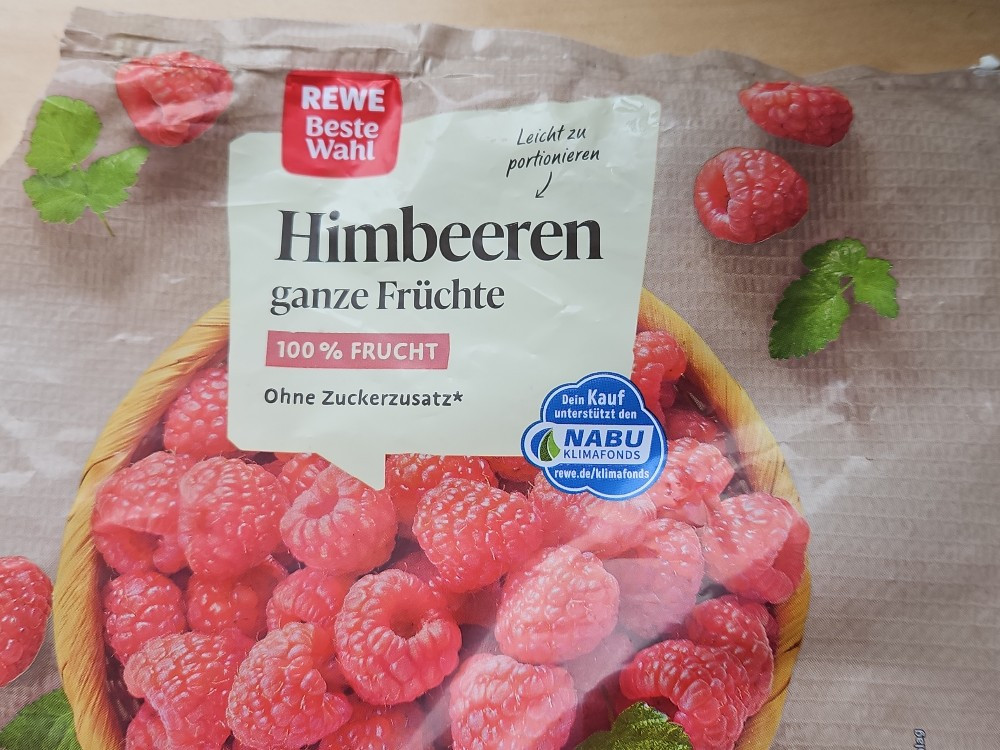 REWE
Beste
Wahl
Leicht zu
portionieren
Himbeeren
ganze Früchte
100 % FRUCHT
Ohne Zuckerzusatz*
Dein Kauf
unterstützt den
NABU
KLIMAFONDS
rewe.de/klimafonds